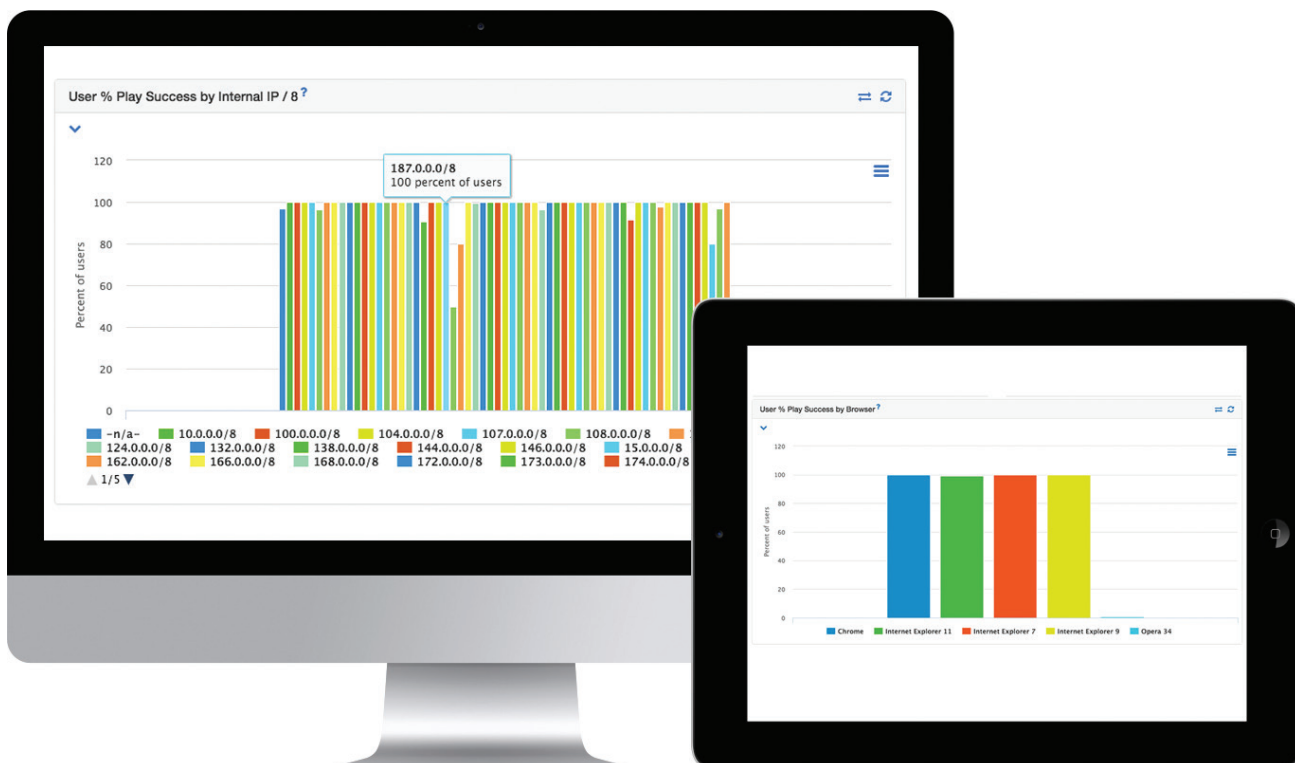 User % Play Success by Internal IP / 8 ?
187.0.0.0/8
100 percent of users
120
100
80
60
40
20
0
Percent of users
-n/a- 10.0.0.0/8 100.0.0.0/8 104.0.0.0/8 107.0.0.0/8 108.0.0.0/8
124.0.0.0/8 132.0.0.0/8 138.0.0.0/8 144.0.0.0/8 146.0.0.0/8 15.0.0.0/8
162.0.0.0/8 166.0.0.0/8 168.0.0.0/8 172.0.0.0/8 173.0.0.0/8 174.0.0.0/8
1/5
User % Play Success by Browser ?
120
100
80
60
40
20
0
Percent of users
Chrome Internet Explorer 11 Internet Explorer 7 Internet Explorer 9 Opera 34